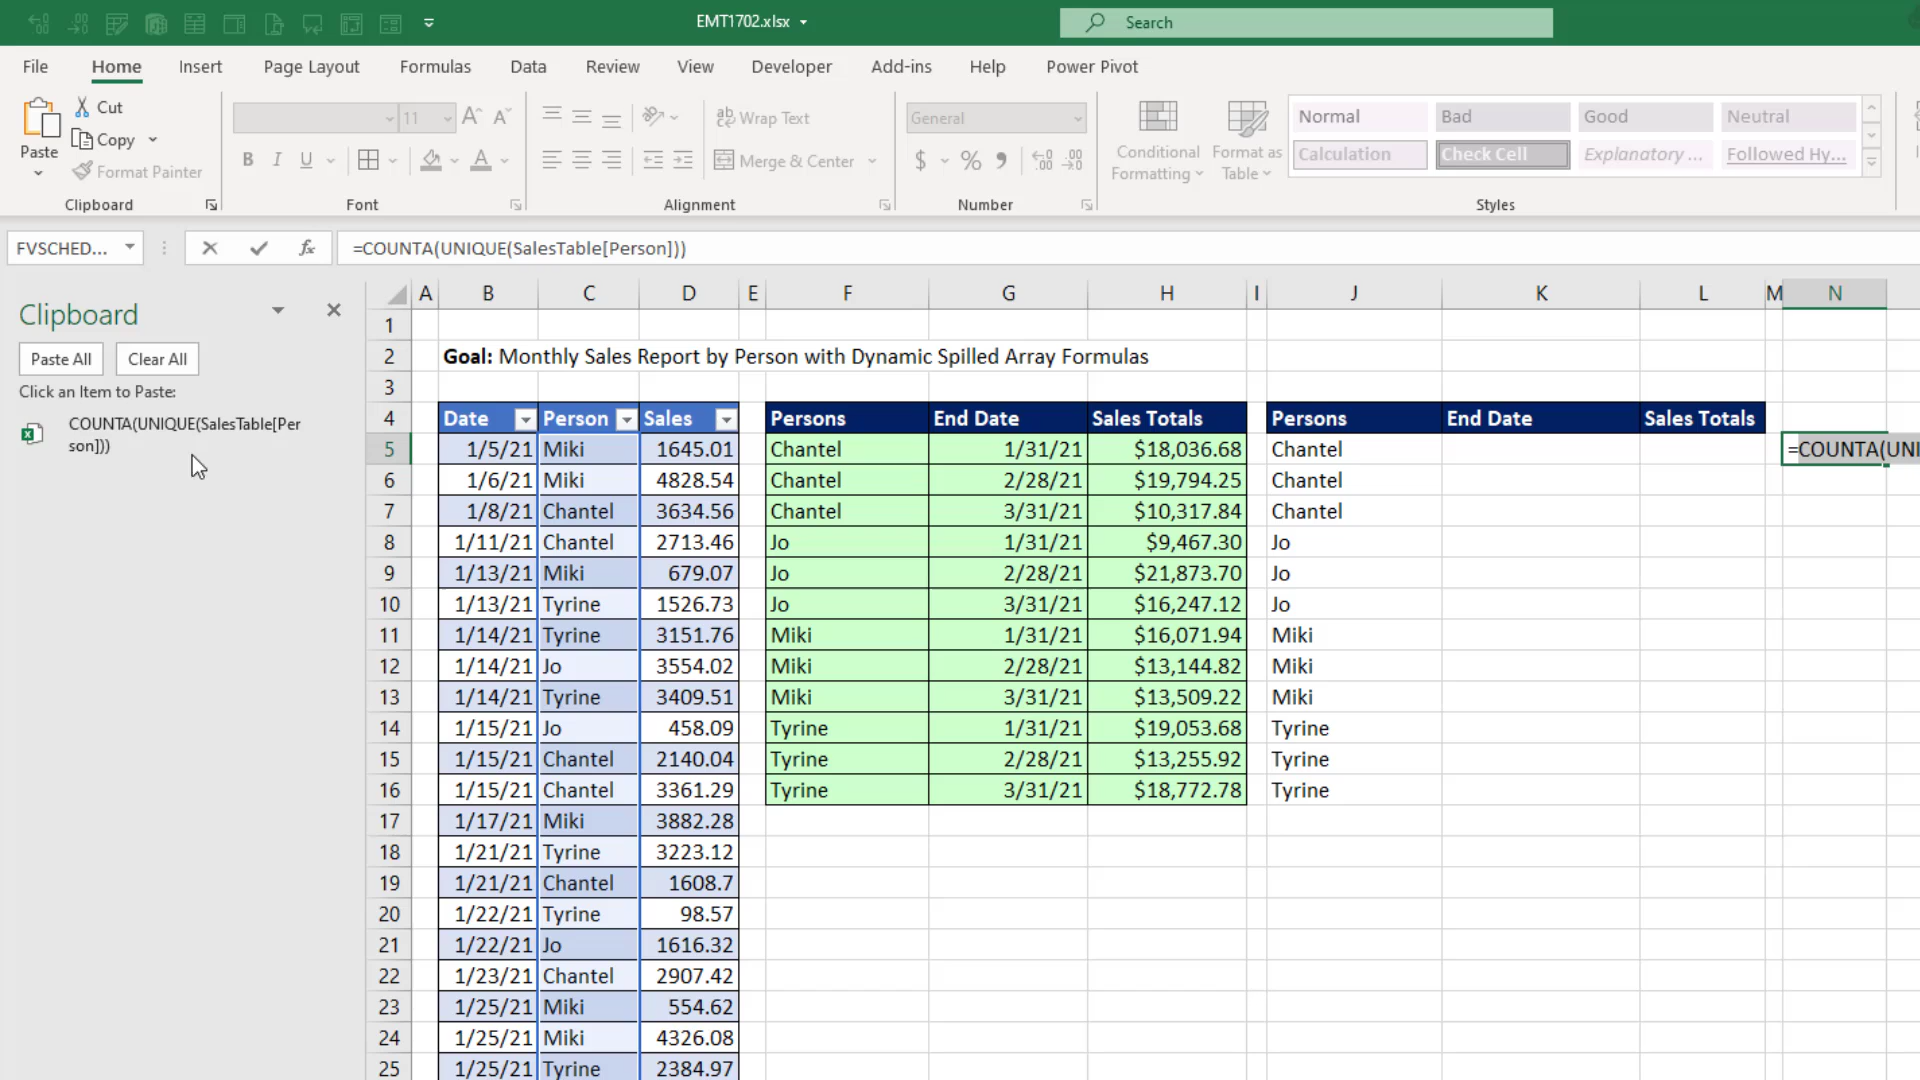 EMT1702.xlsx
Search
File Home Insert Page Layout Formulas Data Review View Developer Add-ins Help Power Pivot
Paste
Cut
Copy
Format Painter
Clipboard
11
B I U
Font
Wrap Text
Merge & Center
Alignment
General
$ % ,
Number
Conditional Formatting
Format as Table
Normal Bad Good Neutral
Calculation Check Cell Explanatory ... Followed Hy...
Styles
FVSCHED... fx =COUNTA(UNIQUE(SalesTable[Person]))
Clipboard
Paste All Clear All
Click an Item to Paste:
COUNTA(UNIQUE(SalesTable[Per
son]))
A B C D E F G H I J K L M N
1
2 Goal: Monthly Sales Report by Person with Dynamic Spilled Array Formulas
3
4 Date Person Sales Persons End Date Sales Totals Persons End Date Sales Totals
5 1/5/21 Miki 1645.01 Chantel 1/31/21 $18,036.68 Chantel =COUNTA(UNI
6 1/6/21 Miki 4828.54 Chantel 2/28/21 $19,794.25 Chantel
7 1/8/21 Chantel 3634.56 Chantel 3/31/21 $10,317.84 Chantel
8 1/11/21 Chantel 2713.46 Jo 1/31/21 $9,467.30 Jo
9 1/13/21 Miki 679.07 Jo 2/28/21 $21,873.70 Jo
10 1/13/21 Tyrine 1526.73 Jo 3/31/21 $16,247.12 Jo
11 1/14/21 Tyrine 3151.76 Miki 1/31/21 $16,071.94 Miki
12 1/14/21 Jo 3554.02 Miki 2/28/21 $13,144.82 Miki
13 1/14/21 Tyrine 3409.51 Miki 3/31/21 $13,509.22 Miki
14 1/15/21 Jo 458.09 Tyrine 1/31/21 $19,053.68 Tyrine
15 1/15/21 Chantel 2140.04 Tyrine 2/28/21 $13,255.92 Tyrine
16 1/15/21 Chantel 3361.29 Tyrine 3/31/21 $18,772.78 Tyrine
17 1/17/21 Miki 3882.28
18 1/21/21 Tyrine 3223.12
19 1/21/21 Chantel 1608.7
20 1/22/21 Tyrine 98.57
21 1/22/21 Jo 1616.32
22 1/23/21 Chantel 2907.42
23 1/25/21 Miki 554.62
24 1/25/21 Miki 4326.08
25 1/25/21 Tyrine 2384.97